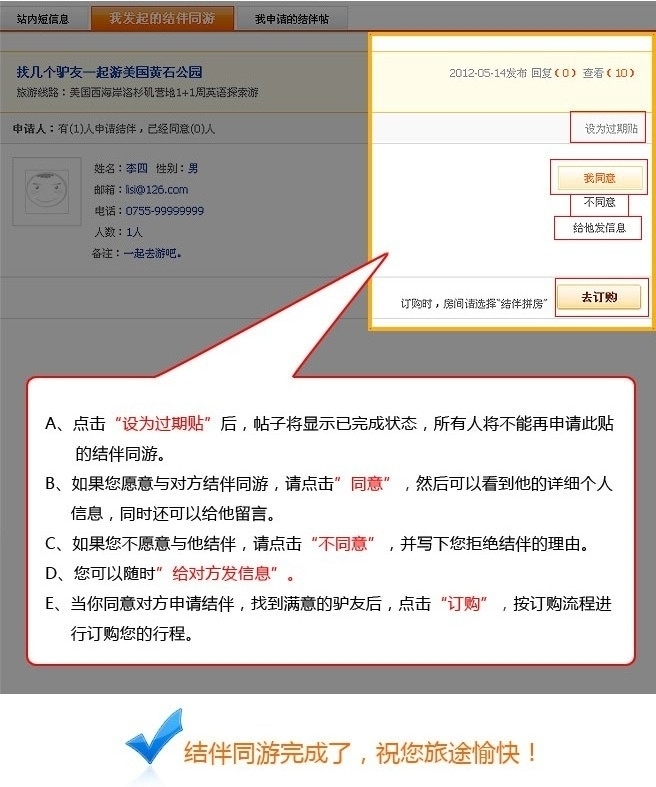 站内短信息 我发起的结伴同游 我申请的结伴帖
找几个驴友一起游美国黄石公园 2012-05-14发布 回复(0) 查看(10)
旅游线路：美国西海岸洛杉矶营地1+1周英语探索游
申请人：有(1)人申请结伴，已经同意(0)人 设为过期贴
姓名：李四 性别：男 我同意
邮箱：lisi@126.com 不同意
电话：0755-99999999 给他发信息
人数：1人
备注：一起去游吧。
订购时，房间请选择“结伴拼房” 去订购
A、点击“设为过期贴”后，帖子将显示已完成状态，所有人将不能再申请此贴
的结伴同游。
B、如果您愿意与对方结伴同游，请点击”同意”，然后可以看到他的详细个人
信息，同时还可以给他留言。
C、如果您不愿意与他结伴，请点击“不同意”，并写下您拒绝结伴的理由。
D、您可以随时”给对方发信息”。
E、当你同意对方申请结伴，找到满意的驴友后，点击“订购”，按订购流程进
行订购您的行程。
结伴同游完成了，祝您旅途愉快！